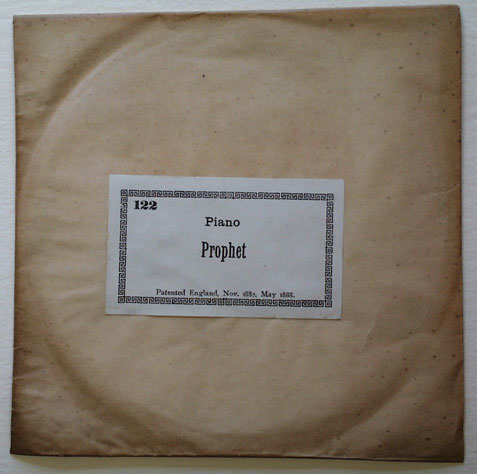 122
Piano
Prophet
Patented England, Nov. 1887, May 1888.